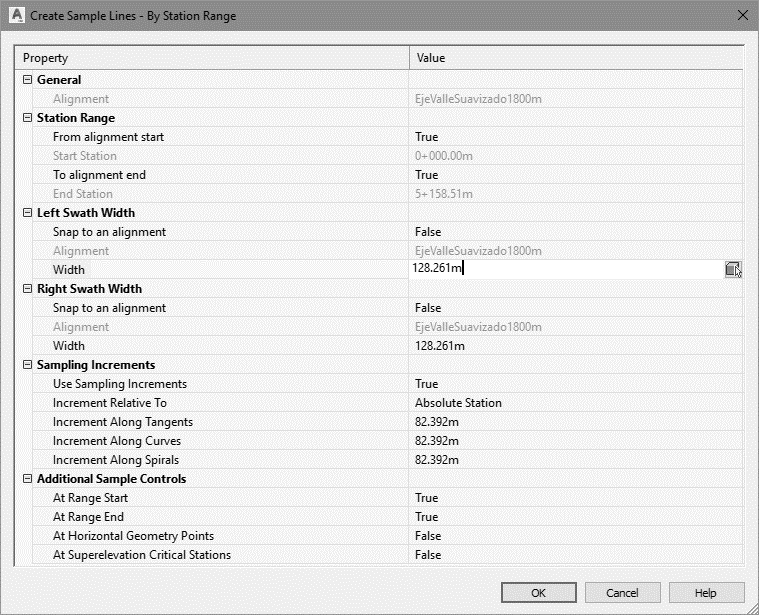 Create Sample Lines - By Station Range
Property Value
General
Alignment EjeValleSuavizado1800m
Station Range
From alignment start True
Start Station 0+000.00m
To alignment end True
End Station 5+158.51m
Left Swath Width
Snap to an alignment False
Alignment EjeValleSuavizado1800m
Width 128.261m
Right Swath Width
Snap to an alignment False
Alignment EjeValleSuavizado1800m
Width 128.261m
Sampling Increments
Use Sampling Increments True
Increment Relative To Absolute Station
Increment Along Tangents 82.392m
Increment Along Curves 82.392m
Increment Along Spirals 82.392m
Additional Sample Controls
At Range Start True
At Range End True
At Horizontal Geometry Points False
At Superelevation Critical Stations False
OK Cancel Help